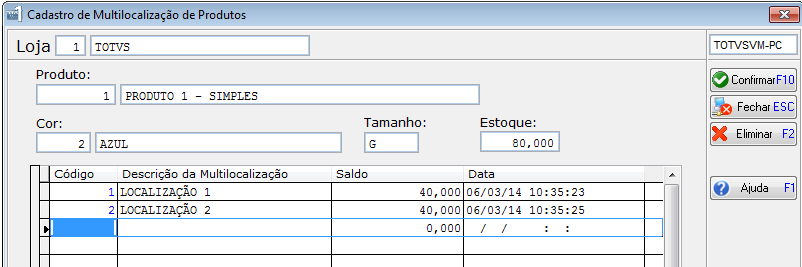 Cadastro de Multilocalização de Produtos
Loja 1 TOTVS
TOTVSVM-PC
Produto:
1 PRODUTO 1 - SIMPLES
Cor: Tamanho: Estoque:
2 AZUL G 80,000
Confirmar F10
Fechar ESC
Eliminar F2
Ajuda F1
Código Descrição da Multilocalização Saldo Data
1 LOCALIZAÇÃO 1 40,000 06/03/14 10:35:23
2 LOCALIZAÇÃO 2 40,000 06/03/14 10:35:25
0,000 / / : :